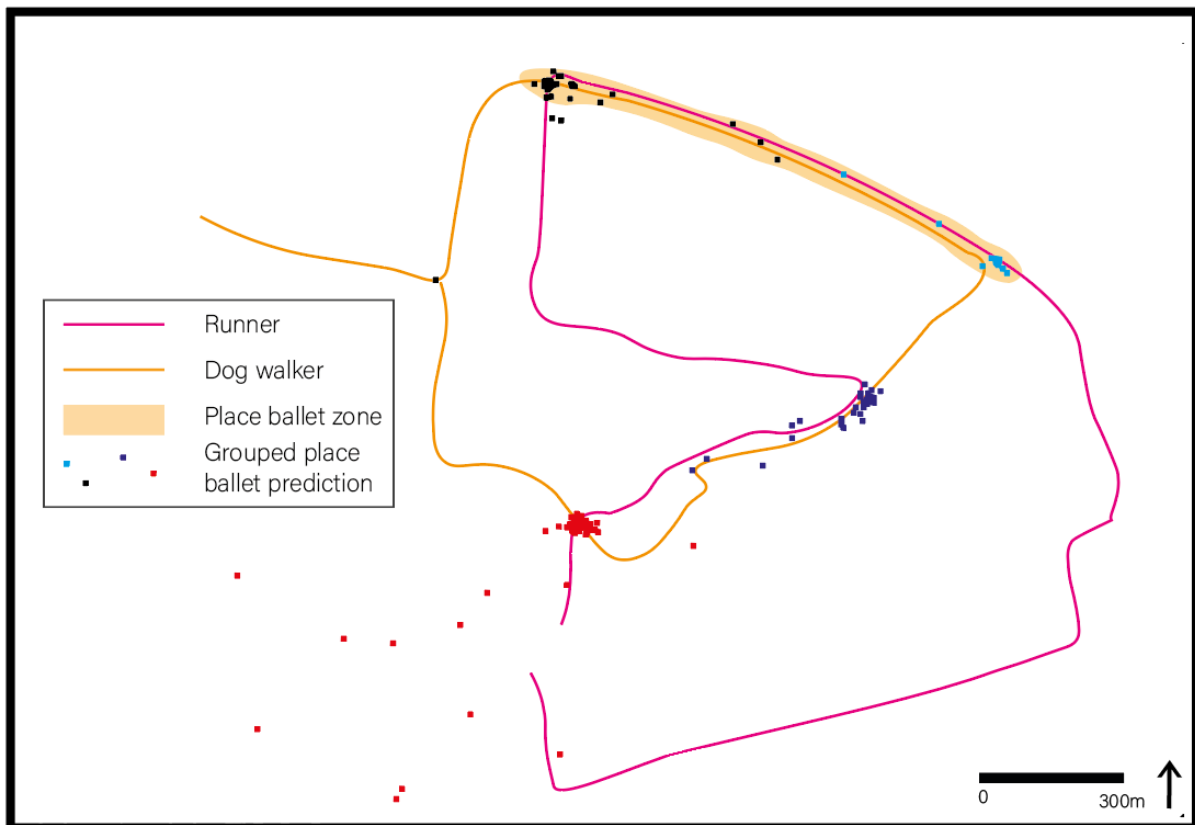 Runner
Dog walker
Place ballet zone
Grouped place
ballet prediction
0 300m